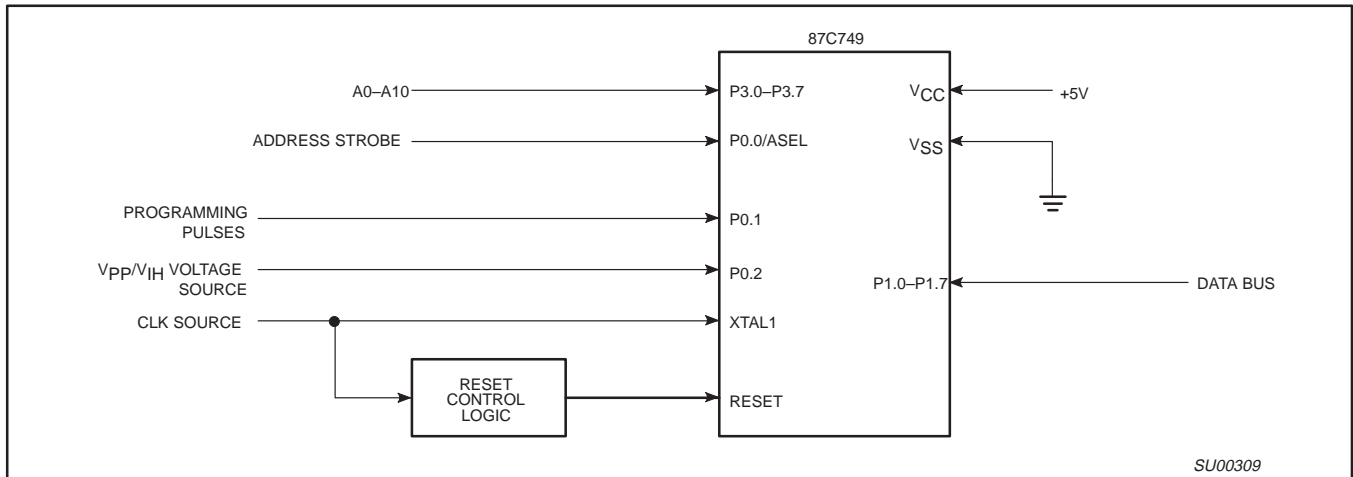 87C749
A0–A10
P3.0–P3.7
VCC
+5V
ADDRESS STROBE
P0.0/ASEL
VSS
PROGRAMMING
PULSES
P0.1
VPP/VIH VOLTAGE
SOURCE
P0.2
P1.0–P1.7
DATA BUS
CLK SOURCE
XTAL1
RESET
CONTROL
LOGIC
RESET
SU00309